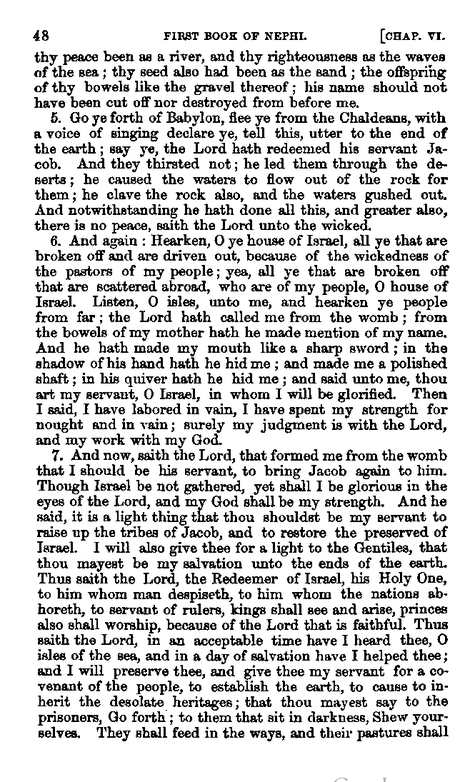 48 FIRST BOOK OF NEPHI. [CHAP. VI.
thy peace been as a river, and thy righteousness as the waves
of the sea ; thy seed also had been as the sand ; the offspring
of thy bowels like the gravel thereof ; his name should not
have been cut off nor destroyed from before me.
5. Go ye forth of Babylon, flee ye from the Chaldeans, with
a voice of singing declare ye, tell this, utter to the end of
the earth ; say ye, the Lord hath redeemed his servant Ja-
cob. And they thirsted not ; he led them through the de-
serts ; he caused the waters to flow out of the rock for
them ; he clave the rock also, and the waters gushed out.
And notwithstanding he hath done all this, and greater also,
there is no peace, saith the Lord unto the wicked.
6. And again : Hearken, O ye house of Israel, all ye that are
broken off and are driven out, because of the wickedness of
the pastors of my people ; yea, all ye that are broken off
that are scattered abroad, who are of my people, O house of
Israel. Listen, O isles, unto me, and hearken ye people
from far ; the Lord hath called me from the womb ; from
the bowels of my mother hath he made mention of my name.
And he hath made my mouth like a sharp sword ; in the
shadow of his hand hath he hid me ; and made me a polished
shaft ; in his quiver hath he hid me ; and said unto me, thou
art my servant, O Israel, in whom I will be glorified. Then
I said, I have labored in vain, I have spent my strength for
nought and in vain ; surely my judgment is with the Lord,
and my work with my God.
7. And now, saith the Lord, that formed me from the womb
that I should be his servant, to bring Jacob again to him.
Though Israel be not gathered, yet shall I be glorious in the
eyes of the Lord, and my God shall be my strength. And he
said, it is a light thing that thou shouldst be my servant to
raise up the tribes of Jacob, and to restore the preserved of
Israel. I will also give thee for a light to the Gentiles, that
thou mayest be my salvation unto the ends of the earth.
Thus saith the Lord, the Redeemer of Israel, his Holy One,
to him whom man despiseth, to him whom the nations ab-
horeth, to servant of rulers, kings shall see and arise, princes
also shall worship, because of the Lord that is faithful. Thus
saith the Lord, in an acceptable time have I heard thee, O
isles of the sea, and in a day of salvation have I helped thee ;
and I will preserve thee, and give thee my servant for a co-
venant of the people, to establish the earth, to cause to in-
herit the desolate heritages ; that thou mayest say to the
prisoners, Go forth ; to them that sit in darkness, Shew your-
selves. They shall feed in the ways, and their pastures shall